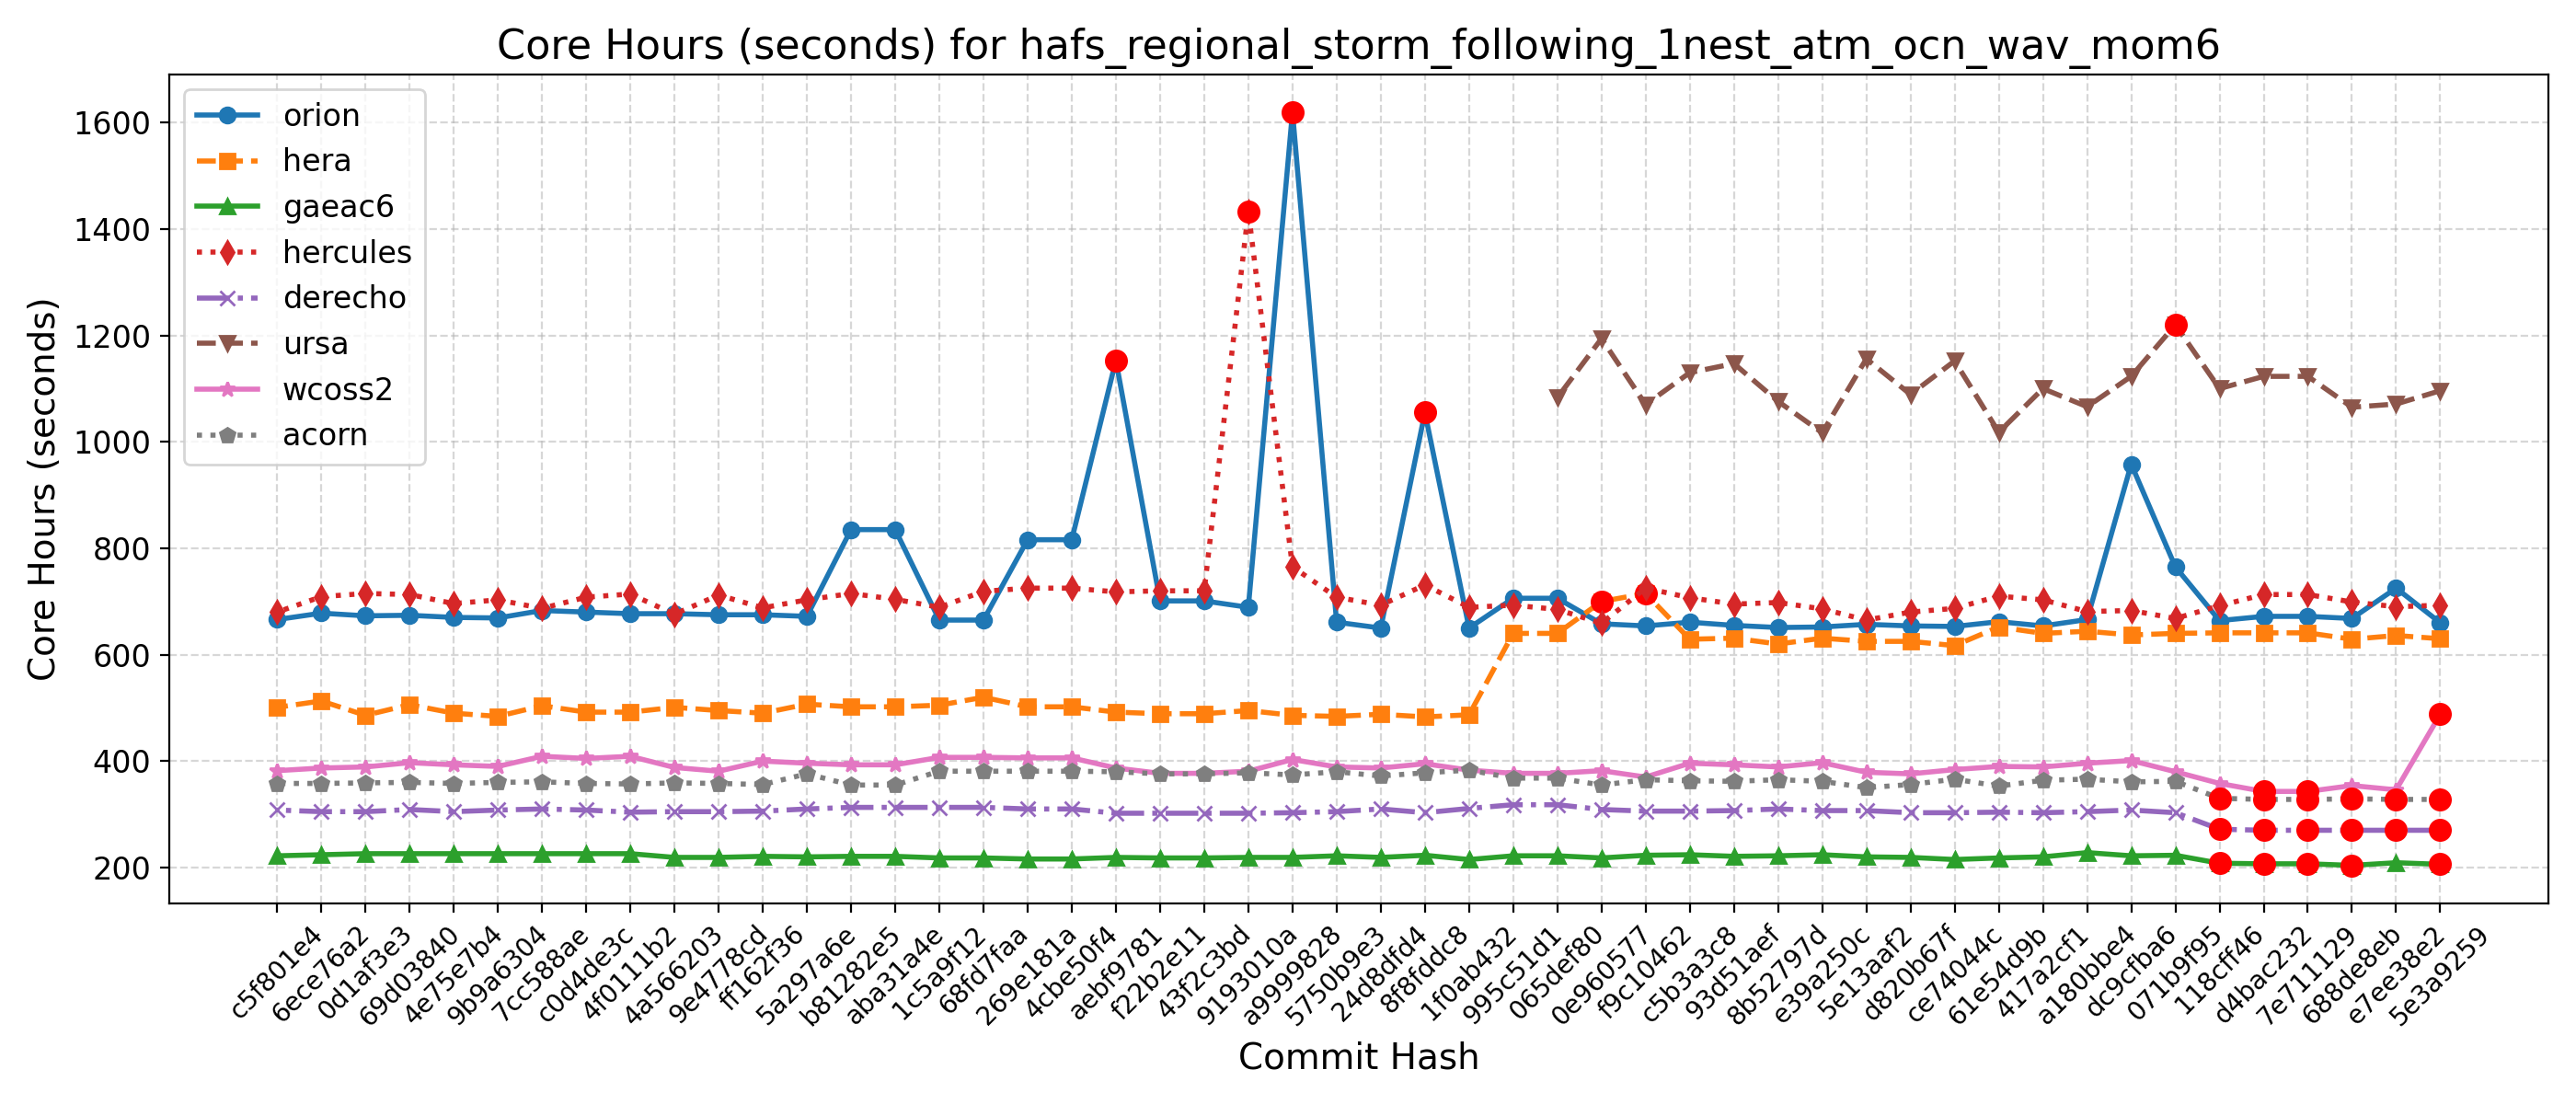 Core Hours (seconds) for hafs_regional_storm_following_1nest_atm_ocn_wav_mom6
Core Hours (seconds)
1600
1400
1200
1000
800
600
400
200
orion
hera
gaeac6
hercules
derecho
ursa
wcoss2
acorn
c5f801e4
6ece76a2
0d1af3e3
69d03840
4e75e7b4
9b9a6304
7cc588ae
c0d4de3c
4f0111b2
4a566203
9e4778cd
ff162f36
5a297a6e
b81282e5
aba31a4e
1c5a9f12
68fd7faa
269e181a
4cbe50f4
aebf9781
f22b2e11
43f2c3bd
9193010a
a9999828
5750b9e3
24d8dfd4
8f8fddc8
1f0ab432
995c51d1
065def80
0e960577
f9c10462
c5b3a3c8
93d51aef
8b52797d
e39a250c
5e13aaf2
d820b67f
ce74044c
61e54d9b
417a2cf1
a180bbe4
dc9cfba6
071b9f95
118cff46
d4bac232
7e711129
688de8eb
e7ee38e2
5e3a9259
Commit Hash